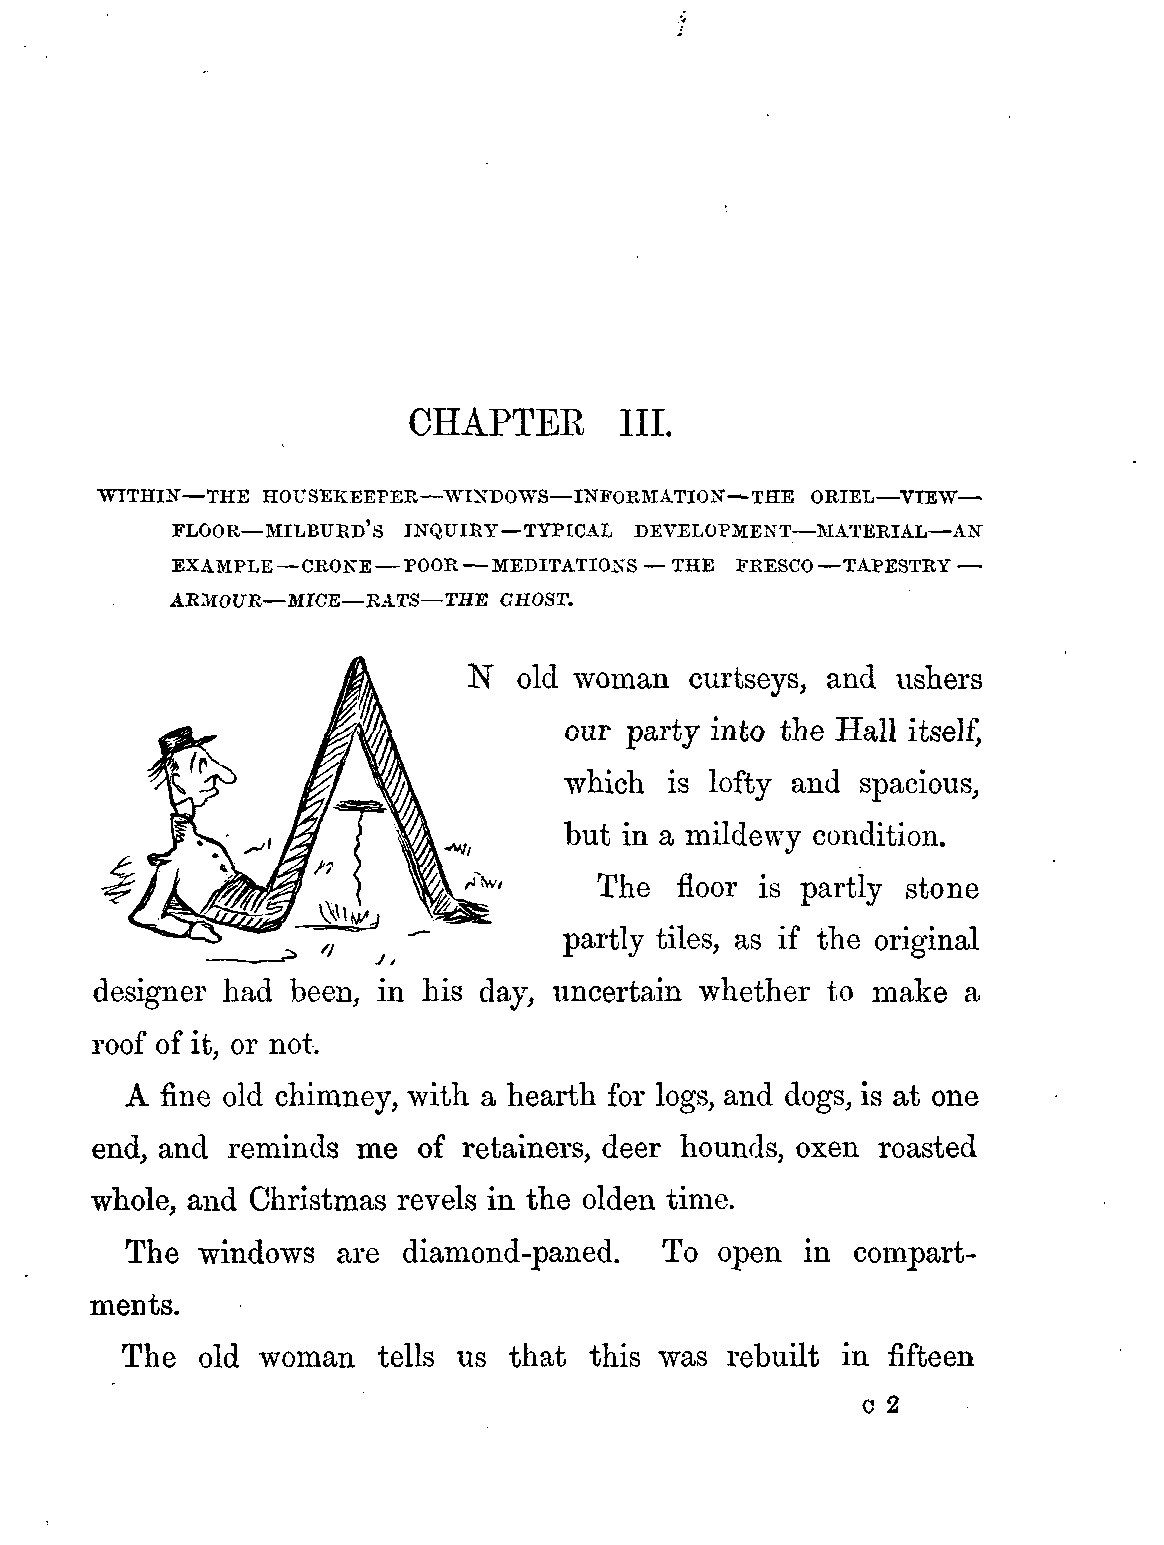 CHAPTER III.
WITHIN—THE HOUSEKEEPER—WINDOWS—INFORMATION—THE ORIEL—VIEW—
FLOOR—MILBURD'S INQUIRY—TYPICAL DEVELOPMENT—MATERIAL—AN
EXAMPLE—CRONE—POOR—MEDITATIONS—THE FRESCO—TAPESTRY—
ARMOUR—MICE—RATS—THE GHOST.
AN old woman curtseys, and ushers
our party into the Hall itself,
which is lofty and spacious,
but in a mildewy condition.
The floor is partly stone
partly tiles, as if the original
designer had been, in his day, uncertain whether to make a
roof of it, or not.
A fine old chimney, with a hearth for logs, and dogs, is at one
end, and reminds me of retainers, deer hounds, oxen roasted
whole, and Christmas revels in the olden time.
The windows are diamond-paned. To open in compart-
ments.
The old woman tells us that this was rebuilt in fifteen
C 2